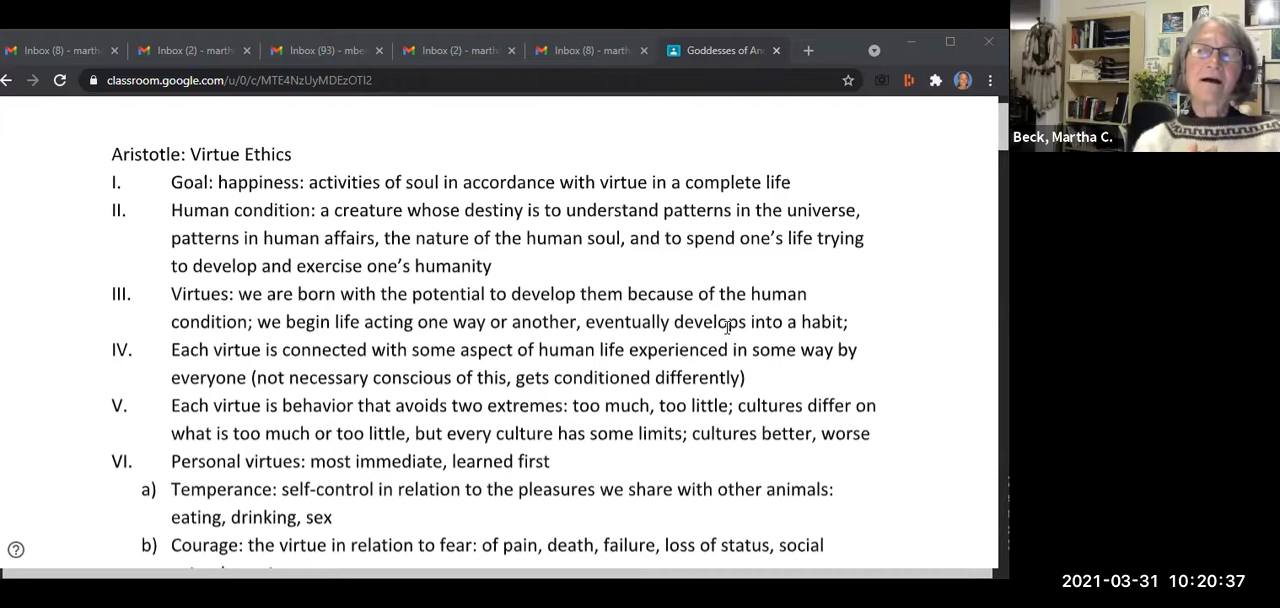 Inbox (8) - marth
Inbox (2) - marth
Inbox (93) - mbe
Inbox (2) - marth
Inbox (8) - marth
Goddesses of An
classroom.google.com/u/0/c/MTE4NzUyMDEzOTI2
Beck, Martha C.
Aristotle: Virtue Ethics
I. Goal: happiness: activities of soul in accordance with virtue in a complete life
II. Human condition: a creature whose destiny is to understand patterns in the universe,
patterns in human affairs, the nature of the human soul, and to spend one’s life trying
to develop and exercise one’s humanity
III. Virtues: we are born with the potential to develop them because of the human
condition; we begin life acting one way or another, eventually develops into a habit;
IV. Each virtue is connected with some aspect of human life experienced in some way by
everyone (not necessary conscious of this, gets conditioned differently)
V. Each virtue is behavior that avoids two extremes: too much, too little; cultures differ on
what is too much or too little, but every culture has some limits; cultures better, worse
VI. Personal virtues: most immediate, learned first
a) Temperance: self-control in relation to the pleasures we share with other animals:
eating, drinking, sex
b) Courage: the virtue in relation to fear: of pain, death, failure, loss of status, social
2021-03-31 10:20:37